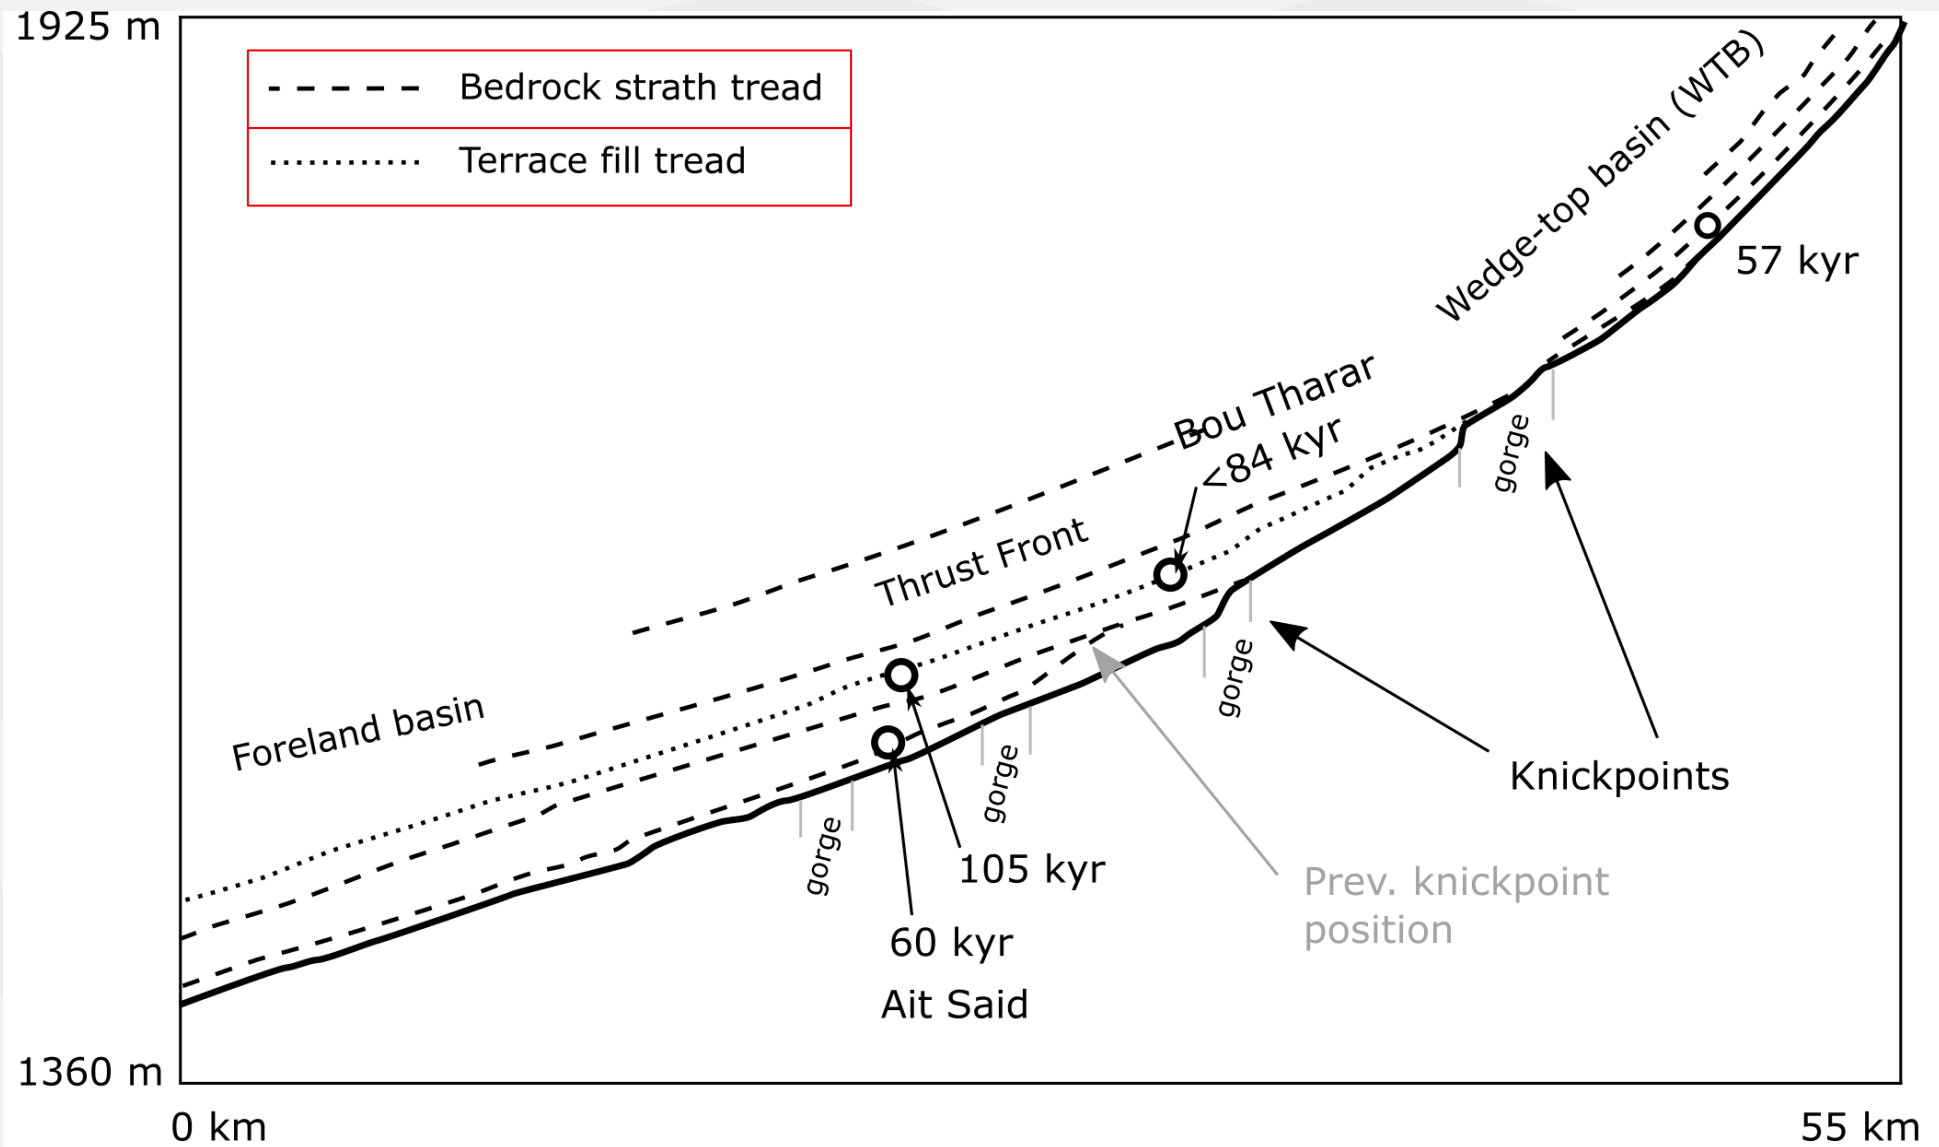 1925 m
Bedrock strath tread
Terrace fill tread
Wedge-top basin (WTB)
57 kyr
Bou Tharar
<84 kyr
gorge
Thrust Front
gorge
Foreland basin
Knickpoints
gorge
gorge
105 kyr
Prev. knickpoint
position
60 kyr
Ait Said
1360 m
0 km
55 km